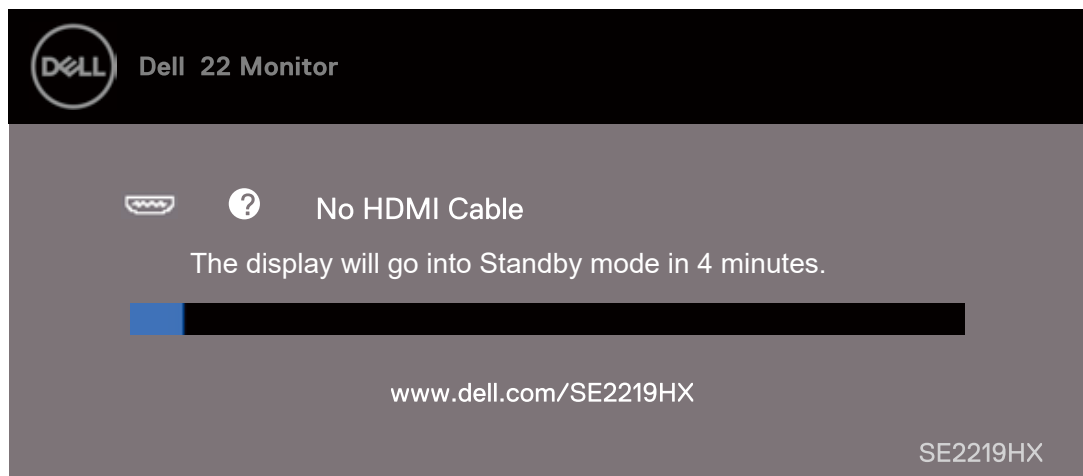 DELL
Dell 22 Monitor
? No HDMI Cable
The display will go into Standby mode in 4 minutes.
www.dell.com/SE2219HX
SE2219HX